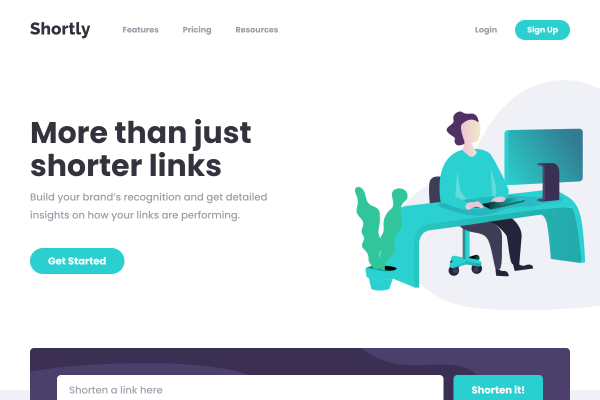 Shortly
Features Pricing Resources
Login Sign Up
More than just
shorter links
Build your brand's recognition and get detailed
insights on how your links are performing.
Get Started
Shorten a link here
Shorten it!